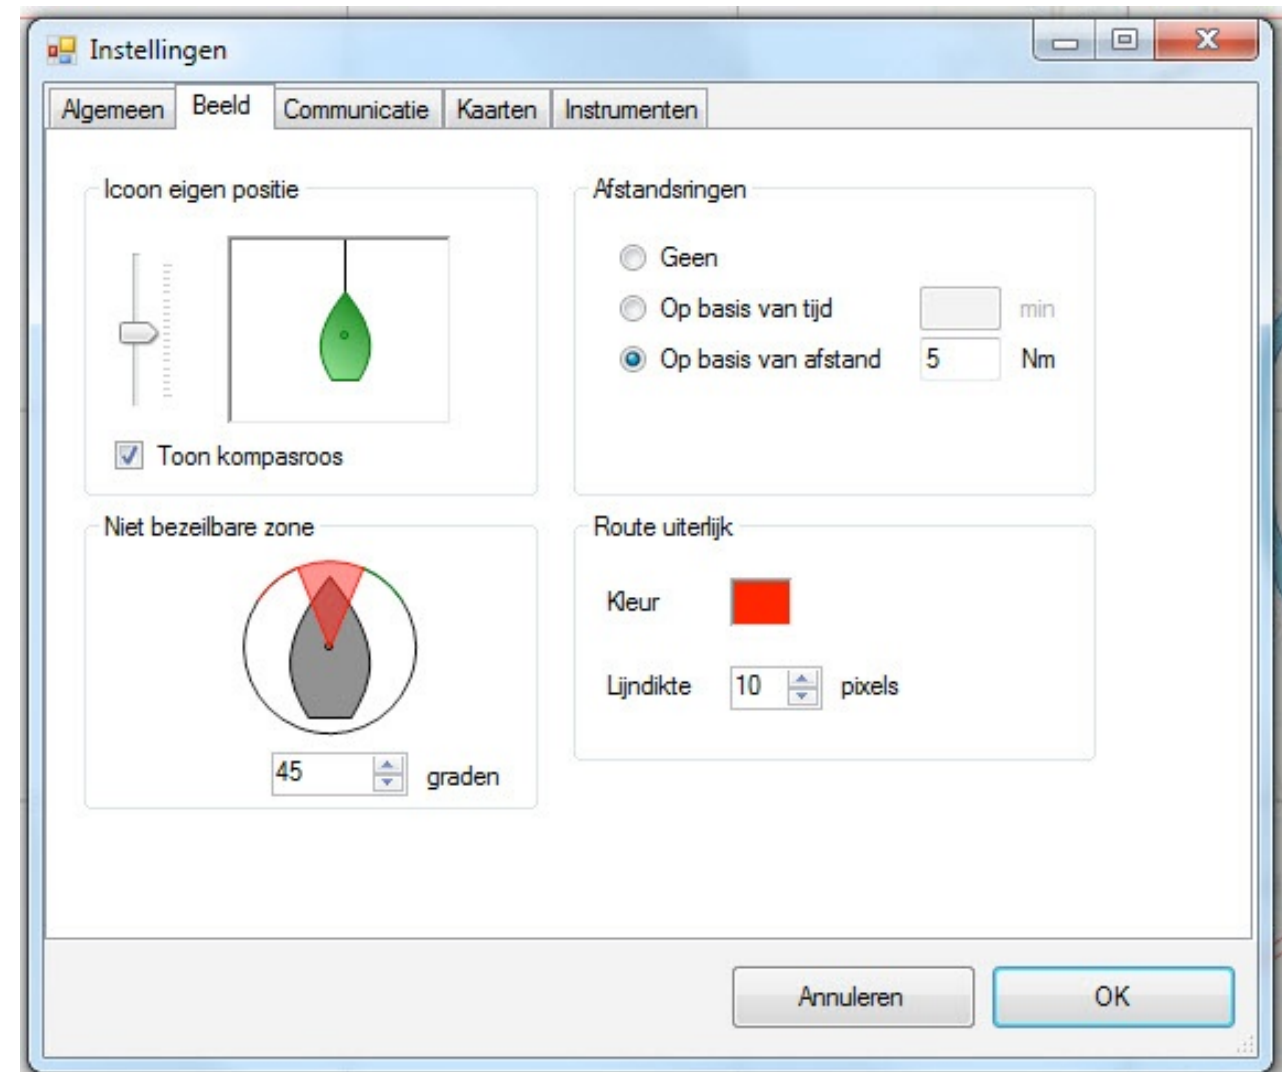 Instellingen
Algemeen Beeld Communicatie Kaarten Instrumenten
Icoon eigen positie
Toon kompasroos
Afstandsringen
Geen
Op basis van tijd min
Op basis van afstand 5 Nm
Niet bezeilbare zone
45 graden
Route uiterlijk
Kleur
Lijndikte 10 pixels
Annuleren OK